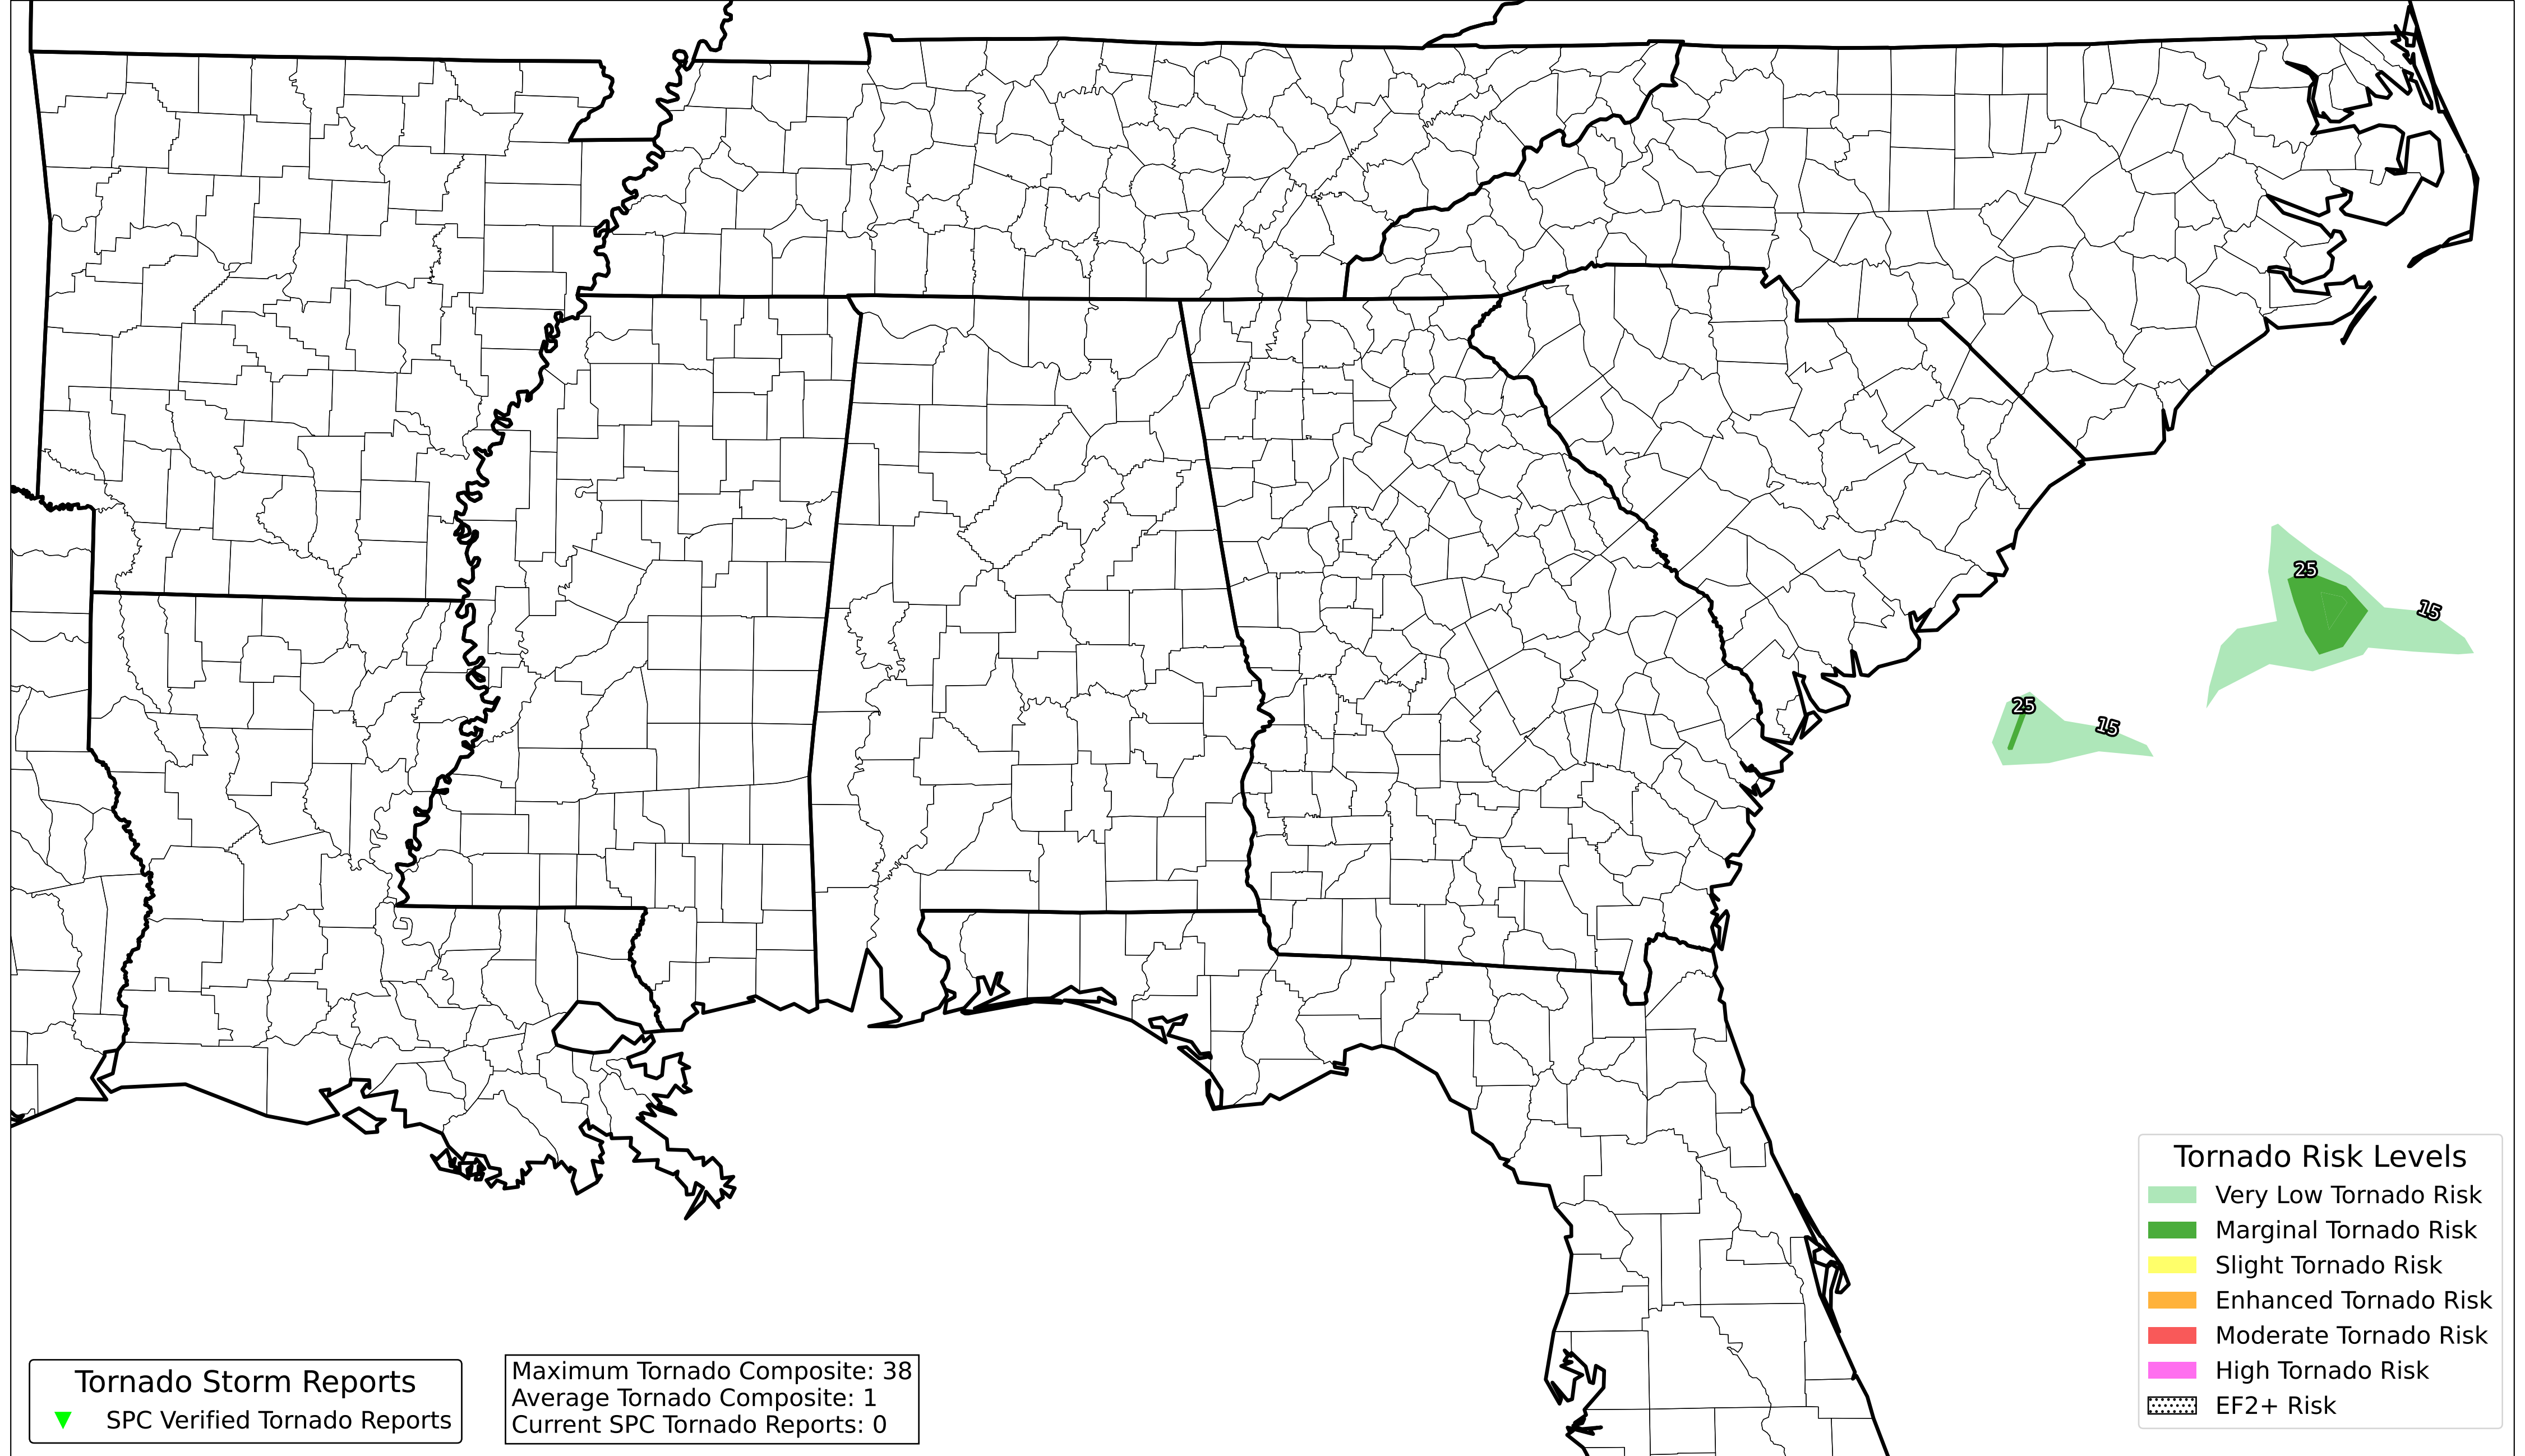 25
15
25
15
Tornado Risk Levels
Very Low Tornado Risk
Marginal Tornado Risk
Slight Tornado Risk
Enhanced Tornado Risk
Moderate Tornado Risk
High Tornado Risk
EF2+ Risk
Tornado Storm Reports
SPC Verified Tornado Reports
Maximum Tornado Composite: 38
Average Tornado Composite: 1
Current SPC Tornado Reports: 0